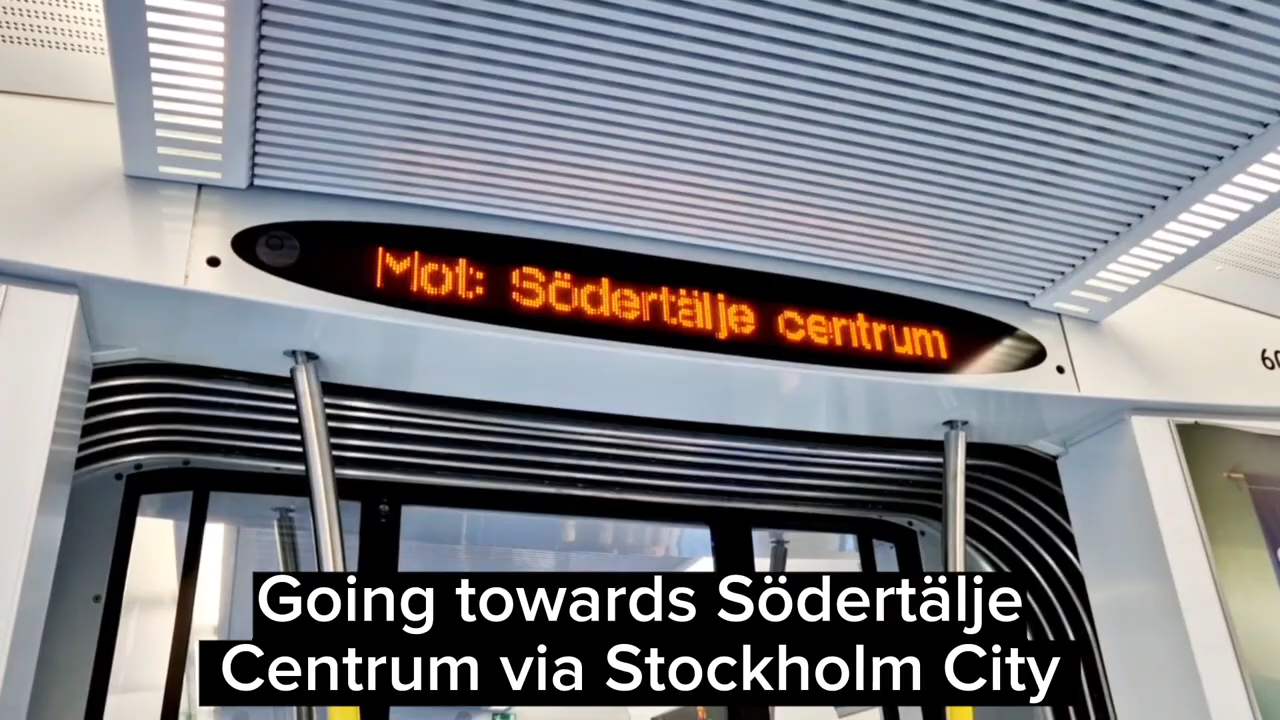 Mot: Södertälje centrum
Going towards Södertälje
Centrum via Stockholm City